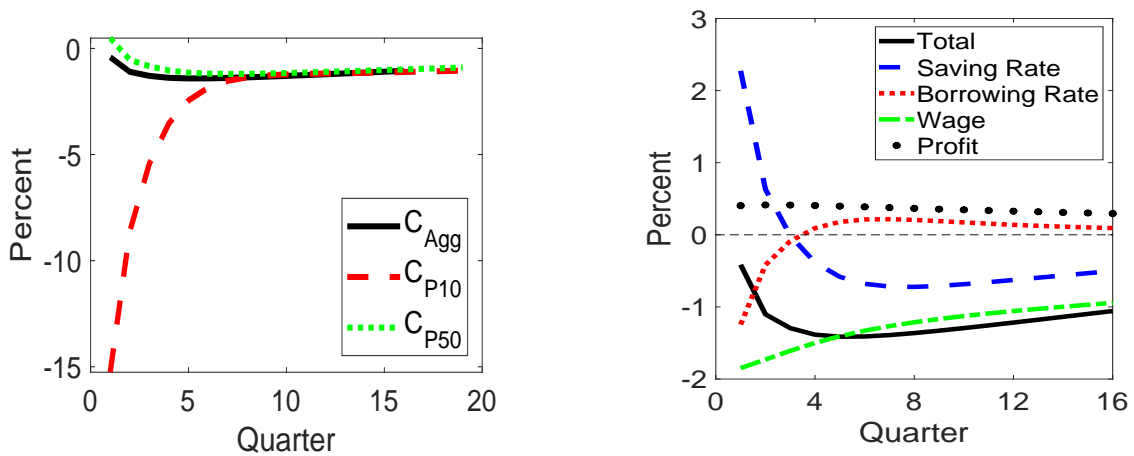 0
-5
-10
-15
Percent
0
5
10
15
20
Quarter
C_Agg
C_P10
C_P50
3
2
1
0
-1
-2
Percent
0
4
8
12
16
Quarter
Total
Saving Rate
Borrowing Rate
Wage
Profit